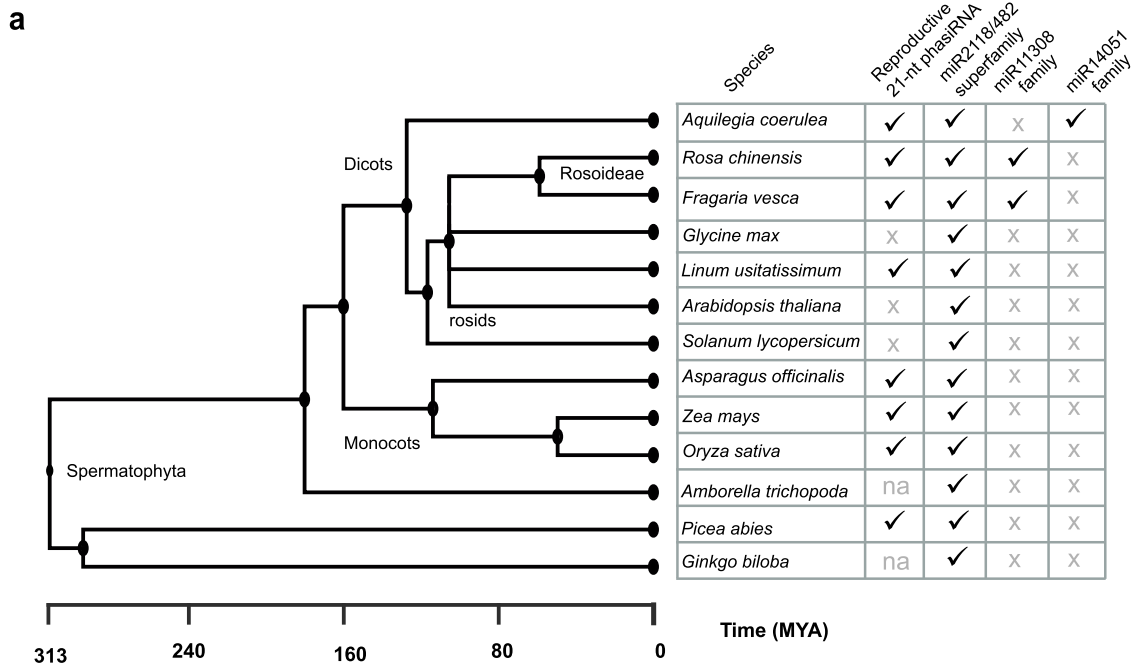 a
Species
Reproductive
21-nt phasiRNA
miR2118/482
superfamily
miR11308
family
miR14051
family
Aquilegia coerulea ✓ ✓ x ✓
Dicots
Rosa chinensis ✓ ✓ ✓ x
Rosoideae
Fragaria vesca ✓ ✓ ✓ x
Glycine max x ✓ x x
Linum usitatissimum ✓ ✓ x x
Arabidopsis thaliana x ✓ x x
rosids
Solanum lycopersicum x ✓ x x
Asparagus officinalis ✓ ✓ x x
Zea mays ✓ ✓ x x
Monocots
Oryza sativa ✓ ✓ x x
Spermatophyta
Amborella trichopoda na ✓ x x
Picea abies ✓ ✓ x x
Ginkgo biloba na ✓ x x
313 240 160 80 0
Time (MYA)